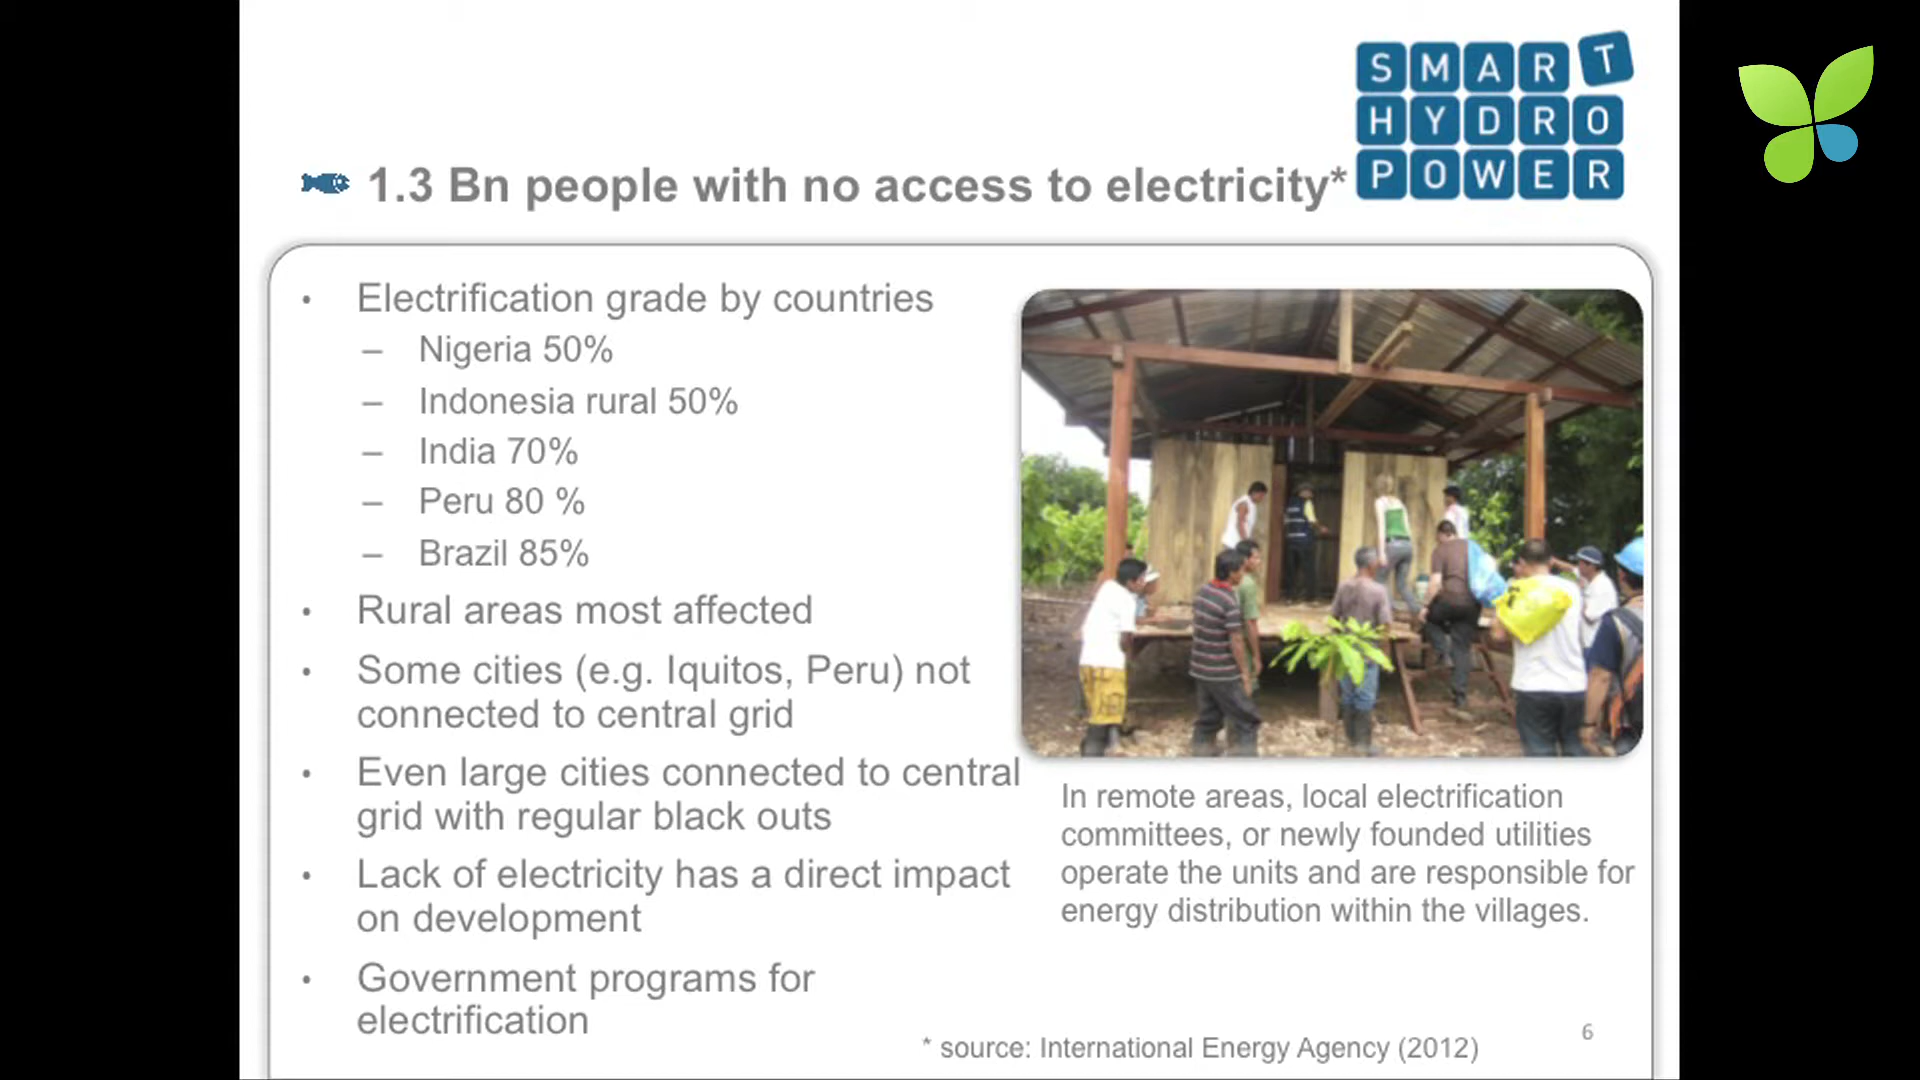 SMART
HYDRO
POWER
1.3 Bn people with no access to electricity*
• Electrification grade by countries
– Nigeria 50%
– Indonesia rural 50%
– India 70%
– Peru 80 %
– Brazil 85%
• Rural areas most affected
• Some cities (e.g. Iquitos, Peru) not
connected to central grid
• Even large cities connected to central
grid with regular black outs
• Lack of electricity has a direct impact
on development
• Government programs for
electrification
In remote areas, local electrification
committees, or newly founded utilities
operate the units and are responsible for
energy distribution within the villages.
* source: International Energy Agency (2012)
6